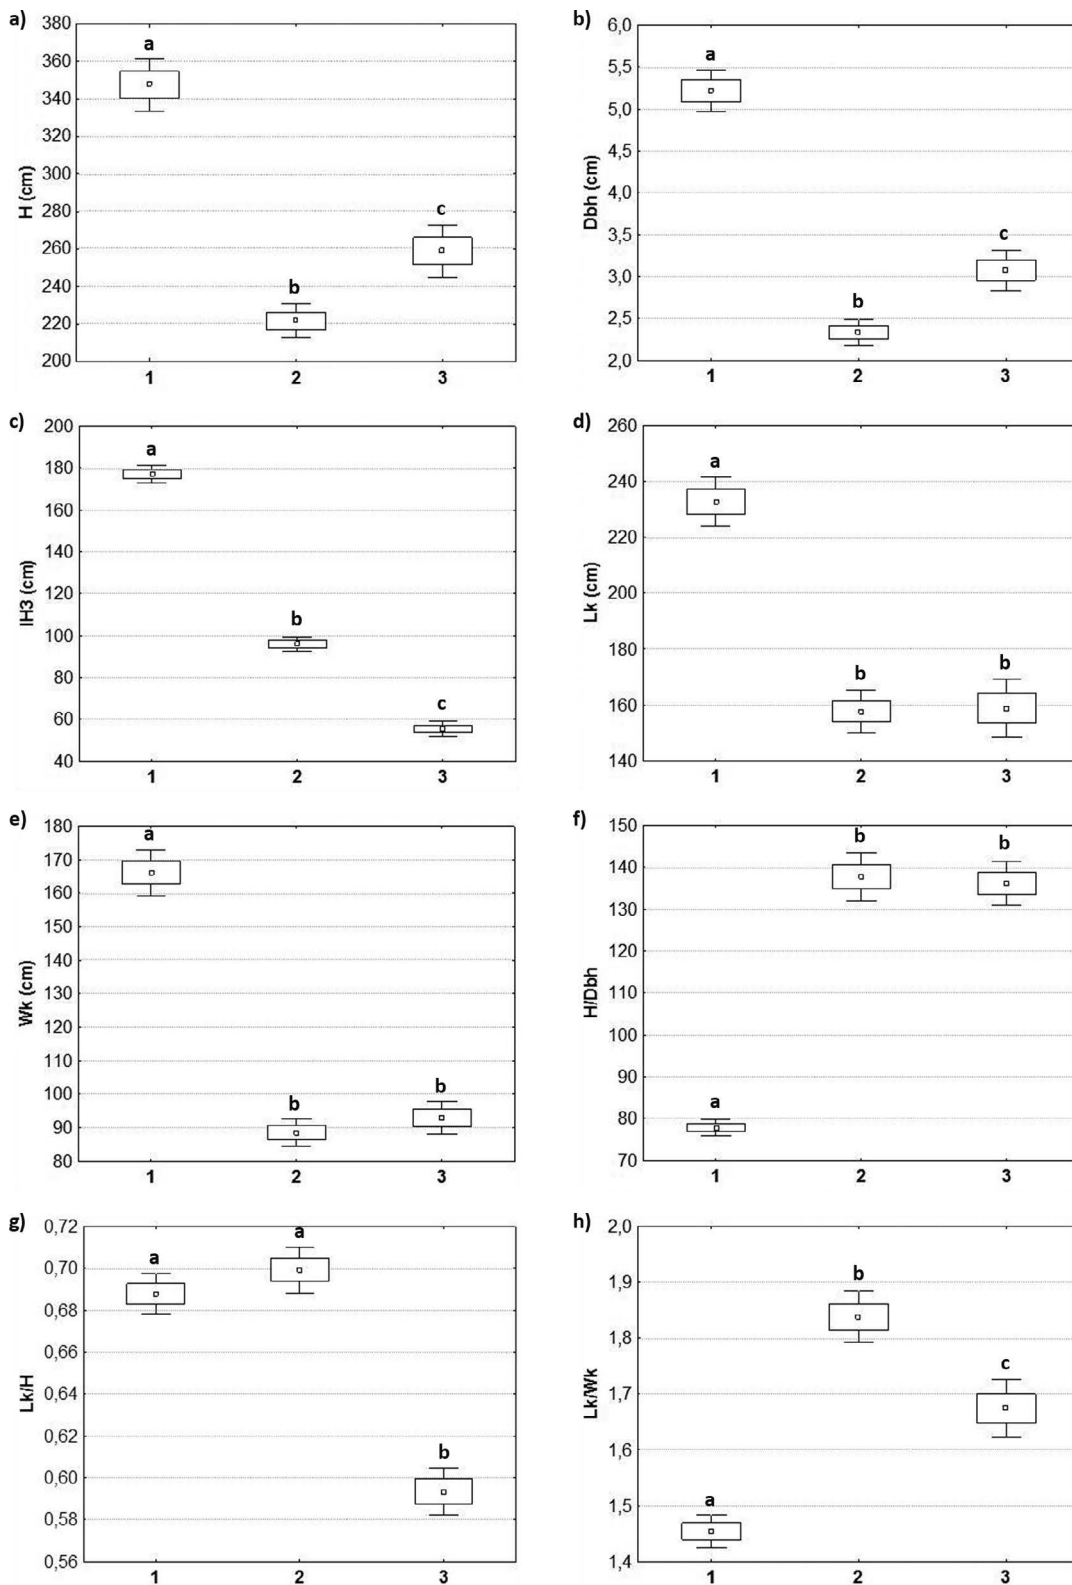 a)
380
360
340
320
300
280
260
240
220
200
H (cm)
a
b
c
1 2 3
b)
6,0
5,5
5,0
4,5
4,0
3,5
3,0
2,5
2,0
Dbh (cm)
a
b
c
1 2 3
c)
200
180
160
140
120
100
80
60
40
IH3 (cm)
a
b
c
1 2 3
d)
260
240
220
200
180
160
140
Lk (cm)
a
b
b
1 2 3
e)
180
170
160
150
140
130
120
110
100
90
80
Wk (cm)
a
b
b
1 2 3
f)
150
140
130
120
110
100
90
80
70
H/Dbh
a
b
b
1 2 3
g)
0,72
0,70
0,68
0,66
0,64
0,62
0,60
0,58
0,56
Lk/H
a
a
b
1 2 3
h)
2,0
1,9
1,8
1,7
1,6
1,5
1,4
Lk/Wk
a
b
c
1 2 3